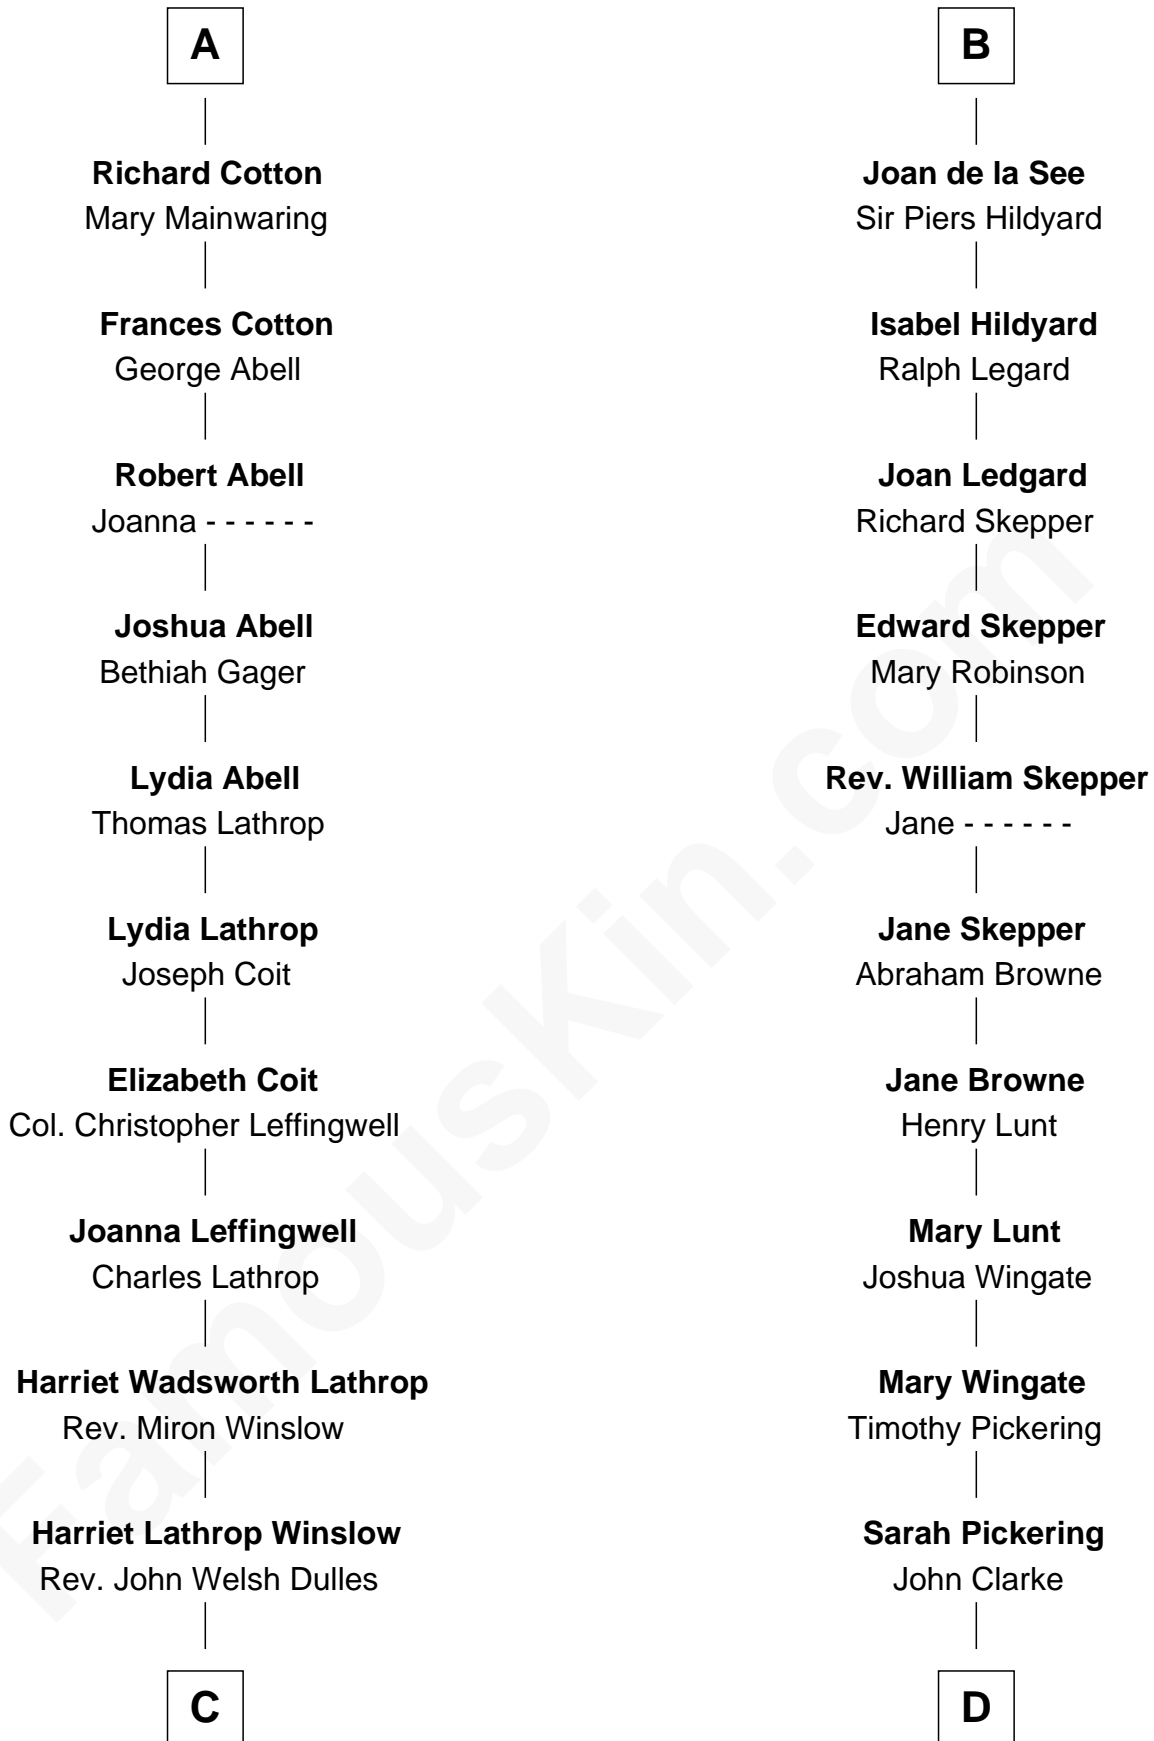 A
Richard Cotton
Mary Mainwaring
Frances Cotton
George Abell
Robert Abell
Joanna - - - - - -
Joshua Abell
Bethiah Gager
Lydia Abell
Thomas Lathrop
Lydia Lathrop
Joseph Coit
Elizabeth Coit
Col. Christopher Leffingwell
Joanna Leffingwell
Charles Lathrop
Harriet Wadsworth Lathrop
Rev. Miron Winslow
Harriet Lathrop Winslow
Rev. John Welsh Dulles
C
B
Joan de la See
Sir Piers Hildyard
Isabel Hildyard
Ralph Legard
Joan Ledgard
Richard Skepper
Edward Skepper
Mary Robinson
Rev. William Skepper
Jane - - - - - -
Jane Skepper
Abraham Browne
Jane Browne
Henry Lunt
Mary Lunt
Joshua Wingate
Mary Wingate
Timothy Pickering
Sarah Pickering
John Clarke
D
FamousKin.com